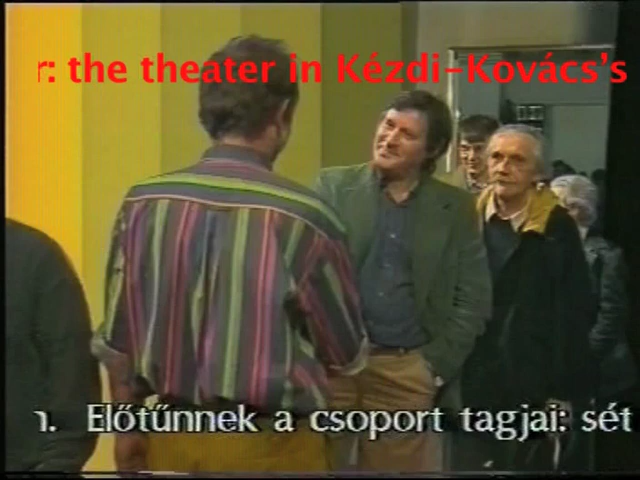 r: the theater in Kézdi-Kovács's
Előtűnnek a csoport tagjai: sét